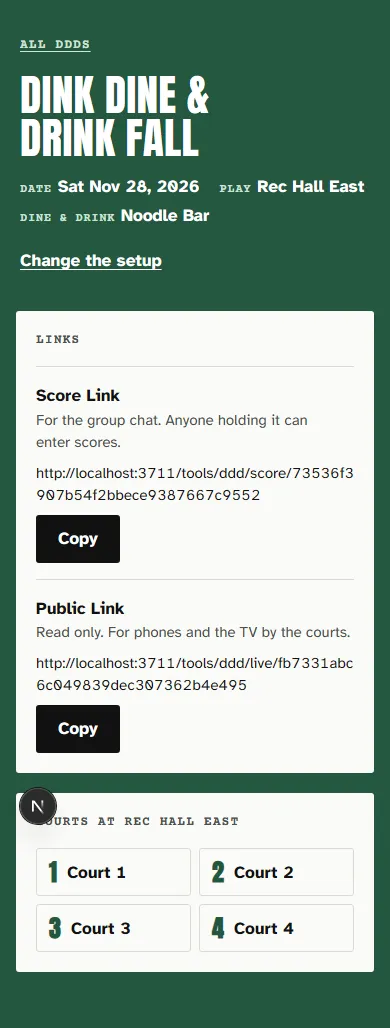 ALL DDDS
DINK DINE &
DRINK FALL
DATE Sat Nov 28, 2026 PLAY Rec Hall East
DINE & DRINK Noodle Bar
Change the setup
LINKS
Score Link
For the group chat. Anyone holding it can
enter scores.
http://localhost:3711/tools/ddd/score/73536f3
907b54f2bbece9387667c9552
Copy
Public Link
Read only. For phones and the TV by the courts.
http://localhost:3711/tools/ddd/live/fb7331abc
6c049839dec307362b4e495
Copy
N
OURTS AT REC HALL EAST
1 Court 1
2 Court 2
3 Court 3
4 Court 4